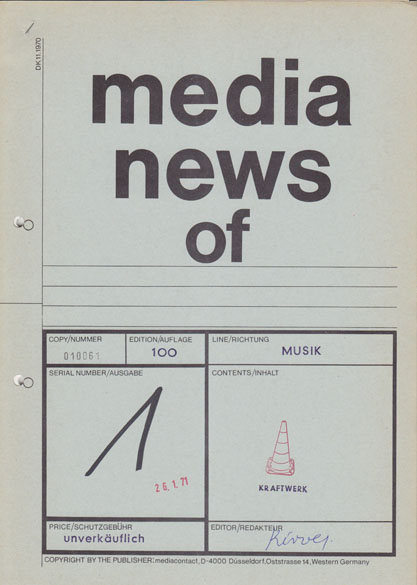 DK 11.1970
media
news
of
COPY/NUMMER
010061
EDITION/AUFLAGE
100
LINE/RICHTUNG
MUSIK
SERIAL NUMBER/AUSGABE
1
26.1.71
CONTENTS/INHALT
KRAFTWERK
PRICE/SCHUTZGEBÜHR
unverkäuflich
EDITOR/REDAKTEUR
COPYRIGHT BY THE PUBLISHER: mediacontact, D-4000 Düsseldorf, Oststrasse 14, Western Germany